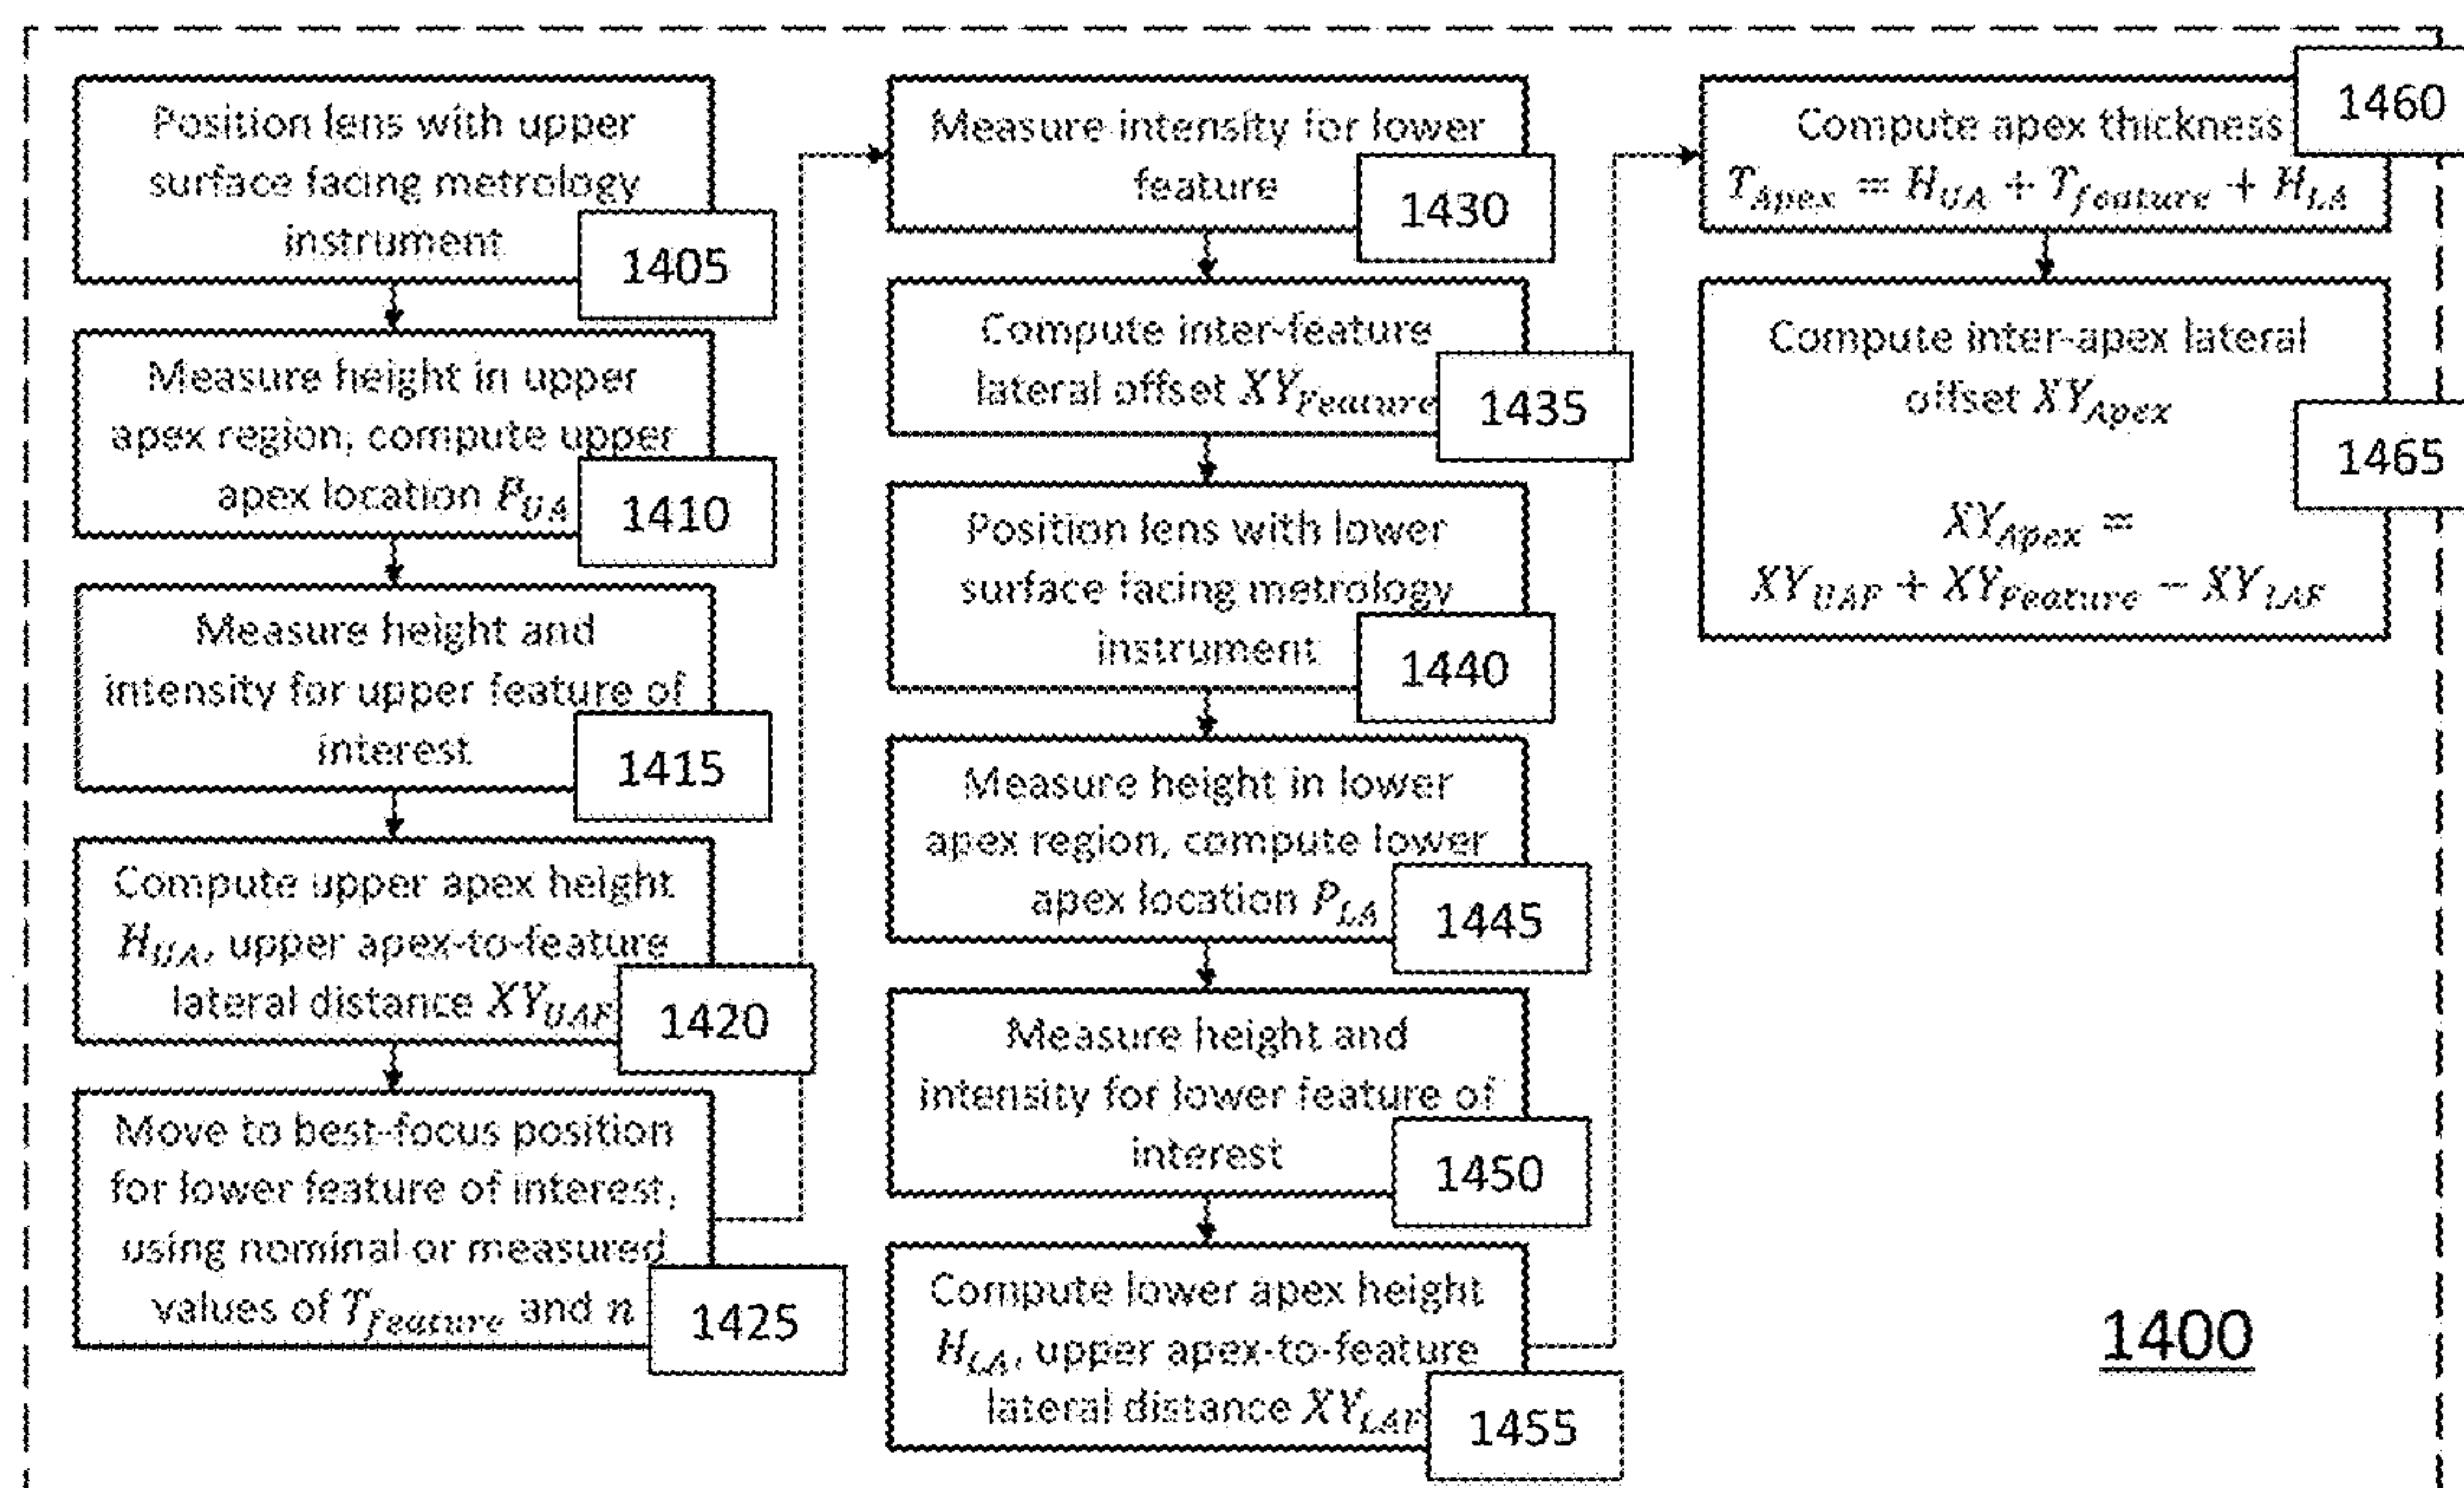 Position lens with upper
surface facing metrology
instrument
1405
Measure height in upper
apex region, compute upper
apex location P_UA
1410
Measure height and
intensity for upper feature of
interest
1415
Compute upper apex height
H_UA, upper apex-to-feature
lateral distance XY_UAF
1420
Move to best-focus position
for lower feature of interest,
using nominal or measured
values of T_feature and n
1425
Measure intensity for lower
feature
1430
Compute inter-feature
lateral offset XY_Feature
1435
Position lens with lower
surface facing metrology
instrument
1440
Measure height in lower
apex region, compute lower
apex location P_LA
1445
Measure height and
intensity for lower feature of
interest
1450
Compute lower apex height
H_LA, upper apex-to-feature
lateral distance XY_LAF
1455
Compute apex thickness
T_Apex = H_UA + T_feature + H_LA
1460
Compute inter-apex lateral
offset XY_Apex
XY_Apex =
XY_UAF + XY_Feature − XY_LAF
1465
1400